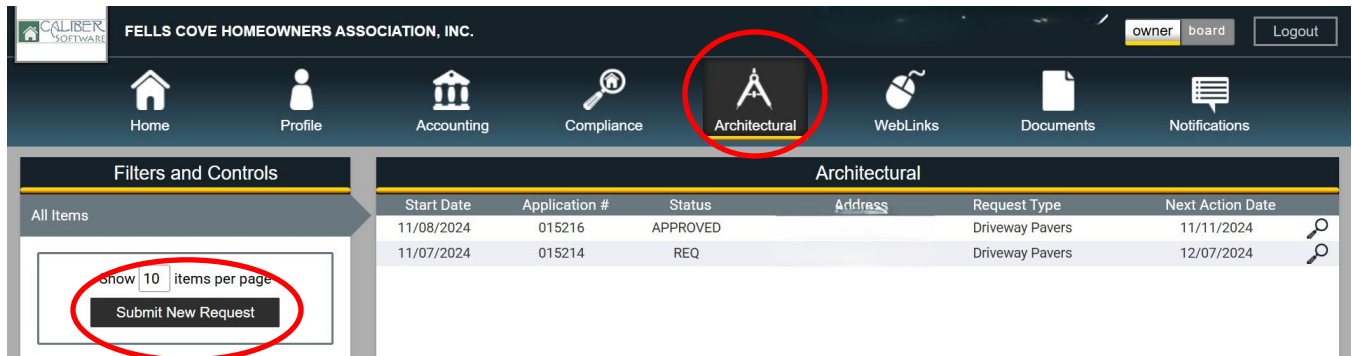 CALIBER
SOFTWARE
FELLS COVE HOMEOWNERS ASSOCIATION, INC.
owner board
Logout
Home Profile Accounting Compliance Architectural WebLinks Documents Notifications
Filters and Controls
All Items
Show 10 items per page
Submit New Request
Architectural
Start Date Application # Status Address Request Type Next Action Date
11/08/2024 015216 APPROVED Driveway Pavers 11/11/2024
11/07/2024 015214 REQ Driveway Pavers 12/07/2024